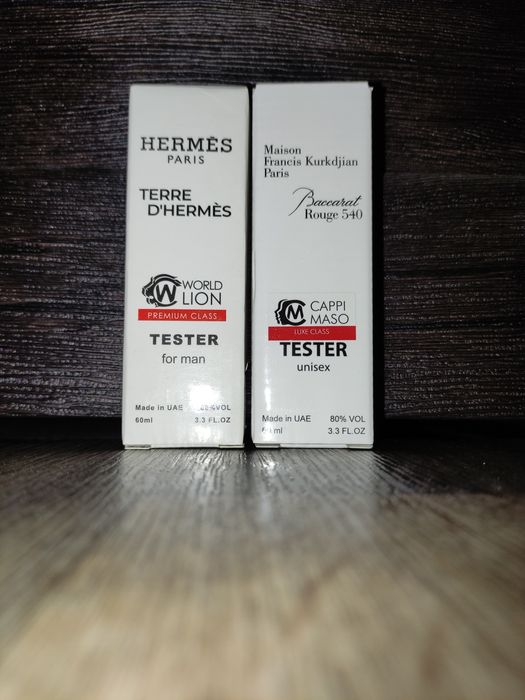 HERMÈS
PARIS
TERRE
D'HERMÈS
W WORLD
LION
PREMIUM CLASS
TESTER
for man
Made in UAE
60ml 3.3 FL.OZ
Maison
Francis Kurkdjian
Paris
Baccarat
Rouge 540
CM CAPPI
MASO
LUXE CLASS
TESTER
unisex
Made in UAE 80% VOL
ml 3.3 FL.OZ